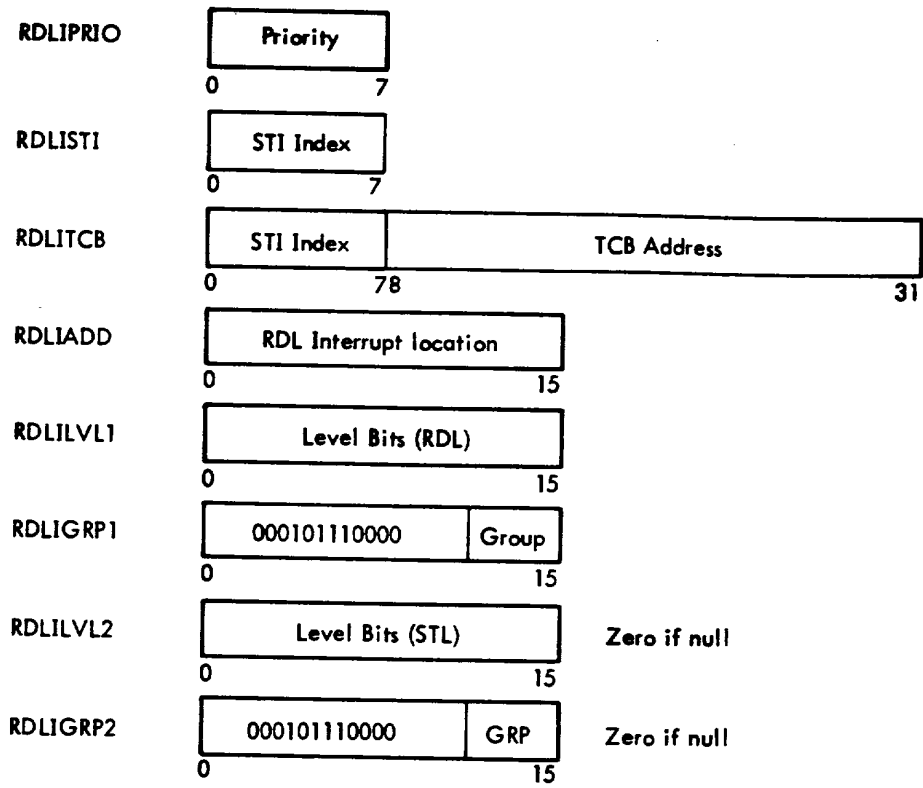 RDLIPRIO Priority
0 7
RDLISTI STI Index
0 7
RDLITCB STI Index TCB Address
0 78 31
RDLIADD RDL Interrupt location
0 15
RDLILVL1 Level Bits (RDL)
0 15
RDLIGRP1 000101110000 Group
0 15
RDLILVL2 Level Bits (STL) Zero if null
0 15
RDLIGRP2 000101110000 GRP Zero if null
0 15